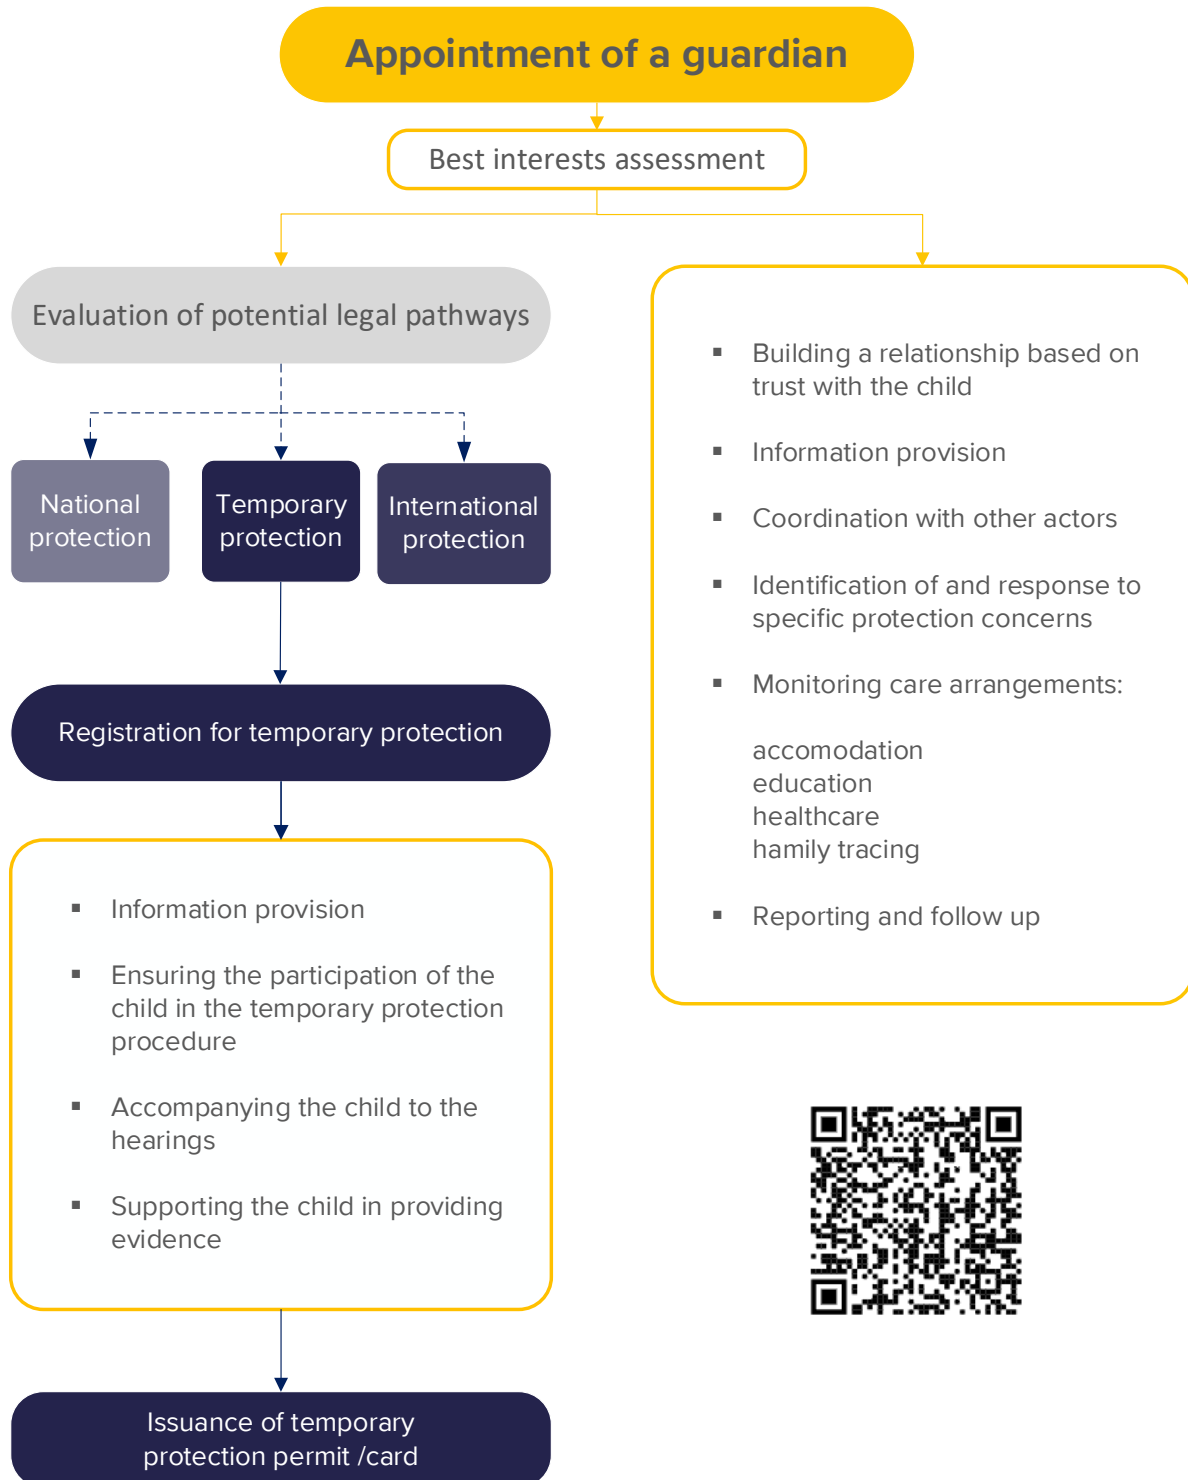 Appointment of a guardian
Best interests assessment
Evaluation of potential legal pathways
National
protection
Temporary
protection
International
protection
Registration for temporary protection
▪ Information provision
▪ Ensuring the participation of the
child in the temporary protection
procedure
▪ Accompanying the child to the
hearings
▪ Supporting the child in providing
evidence
Issuance of temporary
protection permit /card
▪ Building a relationship based on
trust with the child
▪ Information provision
▪ Coordination with other actors
▪ Identification of and response to
specific protection concerns
▪ Monitoring care arrangements:
accomodation
education
healthcare
hamily tracing
▪ Reporting and follow up